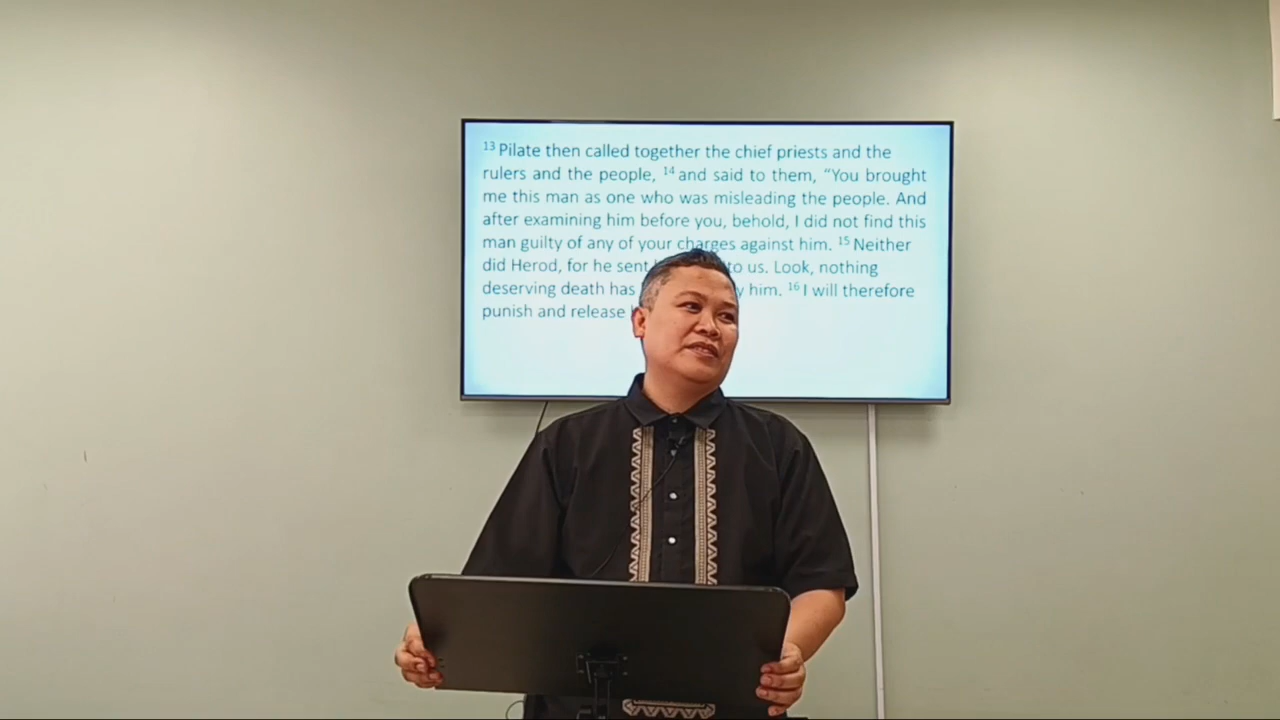 13 Pilate then called together the chief priests and the
rulers and the people, 14 and said to them, “You brought
me this man as one who was misleading the people. And
after examining him before you, behold, I did not find this
man guilty of any of your charges against him. 15 Neither
did Herod, for he sent to us. Look, nothing
deserving death has him. 16 I will therefore
punish and release